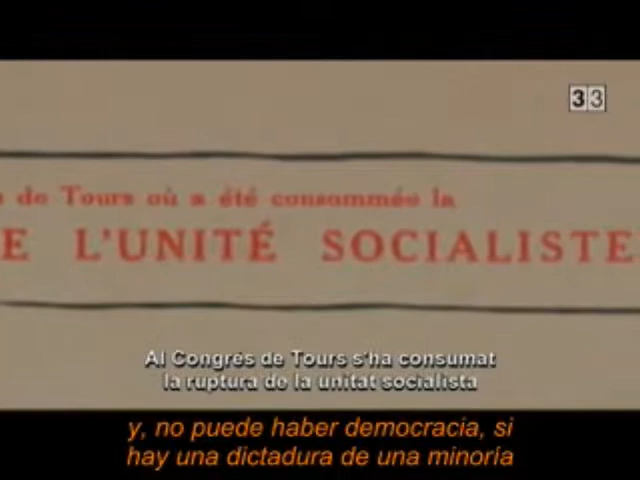 33
de Tours où a été consommée la
E L'UNITÉ SOCIALISTE
Al Congrés de Tours s'ha consumat
la ruptura de la unitat socialista
y, no puede haber democracia, si
hay una dictadura de una minoría